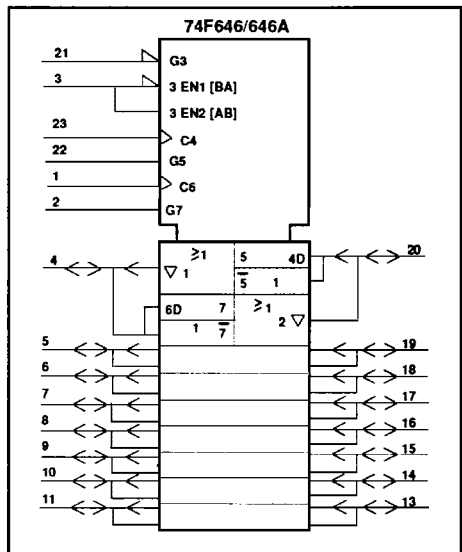 74F646/646A
21 G3
3 3 EN1 [BA]
3 EN2 [AB]
23 C4
22 G5
1 C6
2 G7
4 ≥1 5 4D 20
▽ 1 5̅ 1
6D 7 ≥1
1 7̅ 2 ▽
5 19
6 18
7 17
8 16
9 15
10 14
11 13